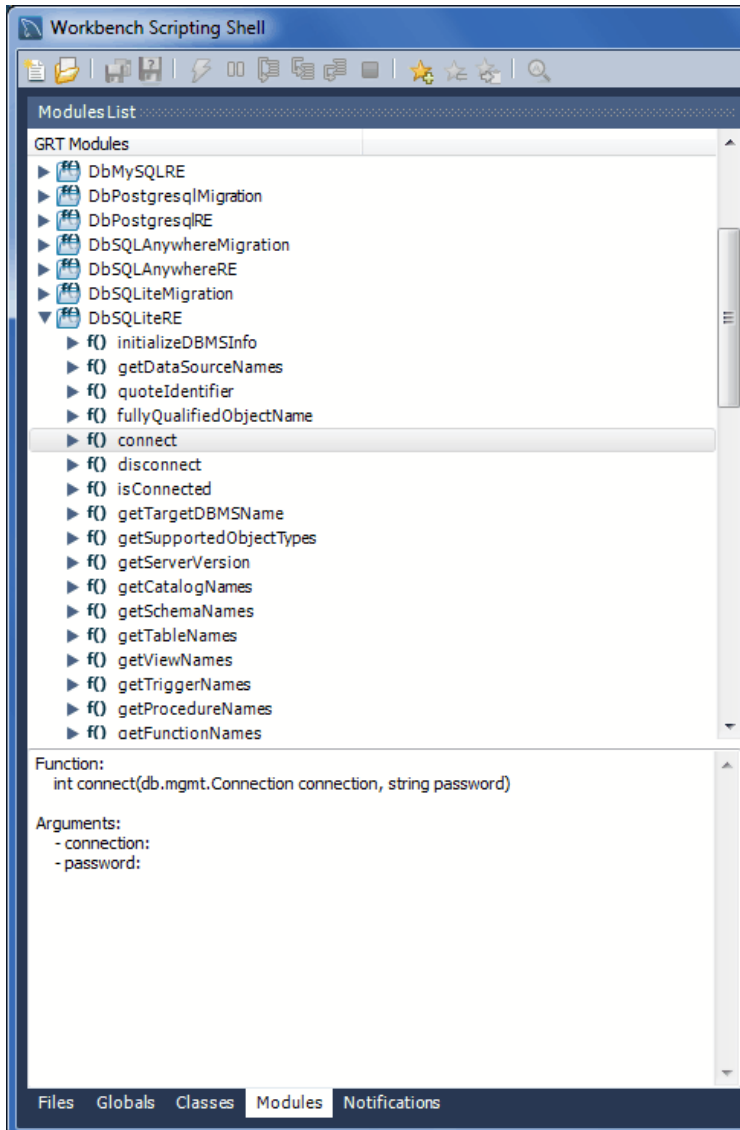 Workbench Scripting Shell
Modules List
GRT Modules
DbMySQLRE
DbPostgresqlMigration
DbPostgresqlRE
DbSQLAnywhereMigration
DbSQLAnywhereRE
DbSQLiteMigration
DbSQLiteRE
f() initializeDBMSInfo
f() getDataSourceNames
f() quoteIdentifier
f() fullyQualifiedObjectName
f() connect
f() disconnect
f() isConnected
f() getTargetDBMSName
f() getSupportedObjectTypes
f() getServerVersion
f() getCatalogNames
f() getSchemaNames
f() getTableNames
f() getViewNames
f() getTriggerNames
f() getProcedureNames
f() getFunctionNames
Function:
int connect(db.mgmt.Connection connection, string password)
Arguments:
- connection:
- password:
Files Globals Classes Modules Notifications